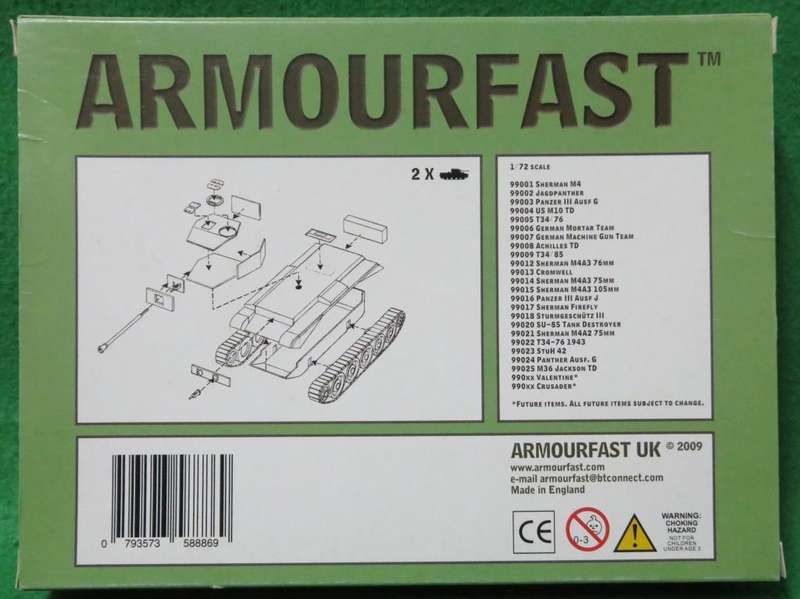 ARMOURFAST™
2 X
1/72 SCALE
99001 SHERMAN M4
99002 JAGDPANTHER
99003 PANZER III AUSF G
99004 US M10 TD
99005 T34/76
99006 GERMAN MORTAR TEAM
99007 GERMAN MACHINE GUN TEAM
99008 ACHILLES TD
99009 T34/85
99012 SHERMAN M4A3 76MM
99013 CROMWELL
99014 SHERMAN M4A3 75MM
99015 SHERMAN M4A3 105MM
99016 PANZER III AUSF J
99017 SHERMAN FIREFLY
99018 STURMGESCHÜTZ III
99020 SU-85 TANK DESTROYER
99021 SHERMAN M4A2 75MM
99022 T34-76 1943
99023 STUH 42
99024 PANTHER AUSF. G
99025 M36 JACKSON TD
990XX VALENTINE*
990XX CRUSADER*
*FUTURE ITEMS. ALL FUTURE ITEMS SUBJECT TO CHANGE.
ARMOURFAST UK © 2009
www.armourfast.com
e-mail armourfast@btconnect.com
Made in England
0 793573 588869
CE
0-3
WARNING:
CHOKING
HAZARD
NOT FOR
CHILDREN
UNDER AGE 3